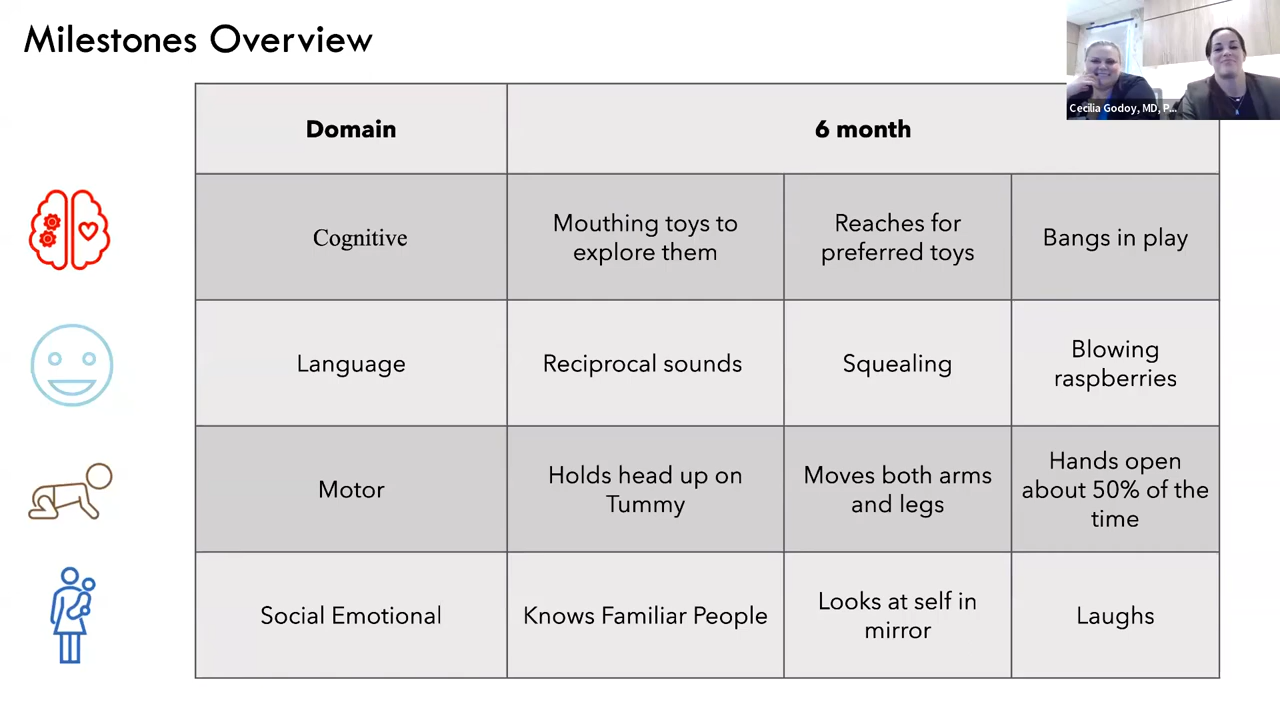 Milestones Overview
Cecilia Godoy, MD, P...
Domain
6 month
Cognitive
Mouthing toys to
explore them
Reaches for
preferred toys
Bangs in play
Language
Reciprocal sounds
Squealing
Blowing
raspberries
Motor
Holds head up on
Tummy
Moves both arms
and legs
Hands open
about 50% of the
time
Social Emotional
Knows Familiar People
Looks at self in
mirror
Laughs